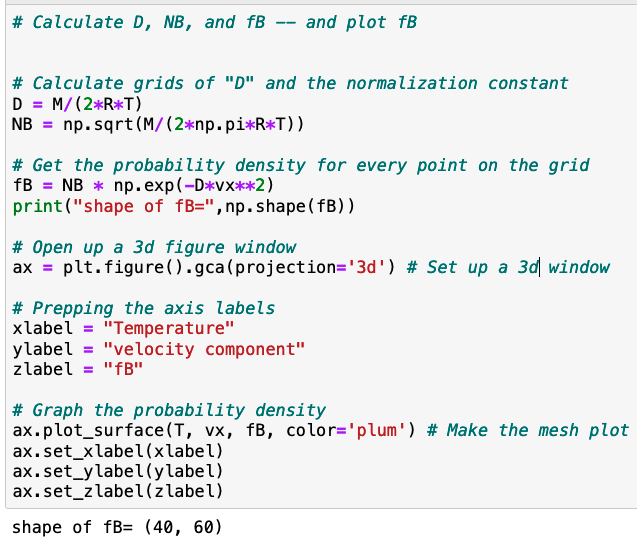 # Calculate D, NB, and fB -- and plot fB
# Calculate grids of "D" and the normalization constant
D = M/(2*R*T)
NB = np.sqrt(M/(2*np.pi*R*T))
# Get the probability density for every point on the grid
fB = NB * np.exp(-D*vx**2)
print("shape of fB=",np.shape(fB))
# Open up a 3d figure window
ax = plt.figure().gca(projection='3d') # Set up a 3d window
# Prepping the axis labels
xlabel = "Temperature"
ylabel = "velocity component"
zlabel = "fB"
# Graph the probability density
ax.plot_surface(T, vx, fB, color='plum') # Make the mesh plot
ax.set_xlabel(xlabel)
ax.set_ylabel(ylabel)
ax.set_zlabel(zlabel)
shape of fB= (40, 60)